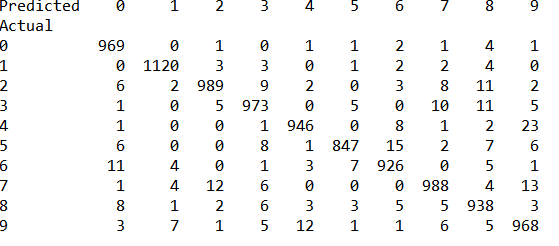 Predicted 0 1 2 3 4 5 6 7 8 9
Actual
0 969 0 1 0 1 1 2 1 4 1
1 0 1120 3 3 0 1 2 2 4 0
2 6 2 989 9 2 0 3 8 11 2
3 1 0 5 973 0 5 0 10 11 5
4 1 0 0 1 946 0 8 1 2 23
5 6 0 0 8 1 847 15 2 7 6
6 11 4 0 1 3 7 926 0 5 1
7 1 4 12 6 0 0 0 988 4 13
8 8 1 2 6 3 3 5 5 938 3
9 3 7 1 5 12 1 1 6 5 968